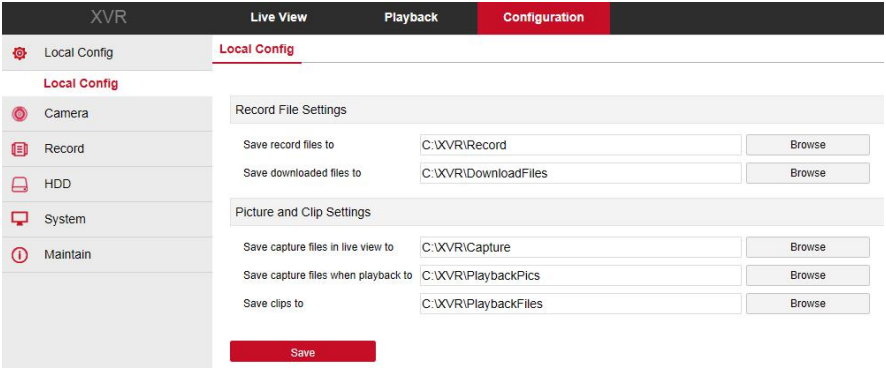 XVR Live View Playback Configuration
Local Config
Local Config
Camera
Record
HDD
System
Maintain
Local Config
Record File Settings
Save record files to C:\XVR\Record Browse
Save downloaded files to C:\XVR\DownloadFiles Browse
Picture and Clip Settings
Save capture files in live view to C:\XVR\Capture Browse
Save capture files when playback to C:\XVR\PlaybackPics Browse
Save clips to C:\XVR\PlaybackFiles Browse
Save